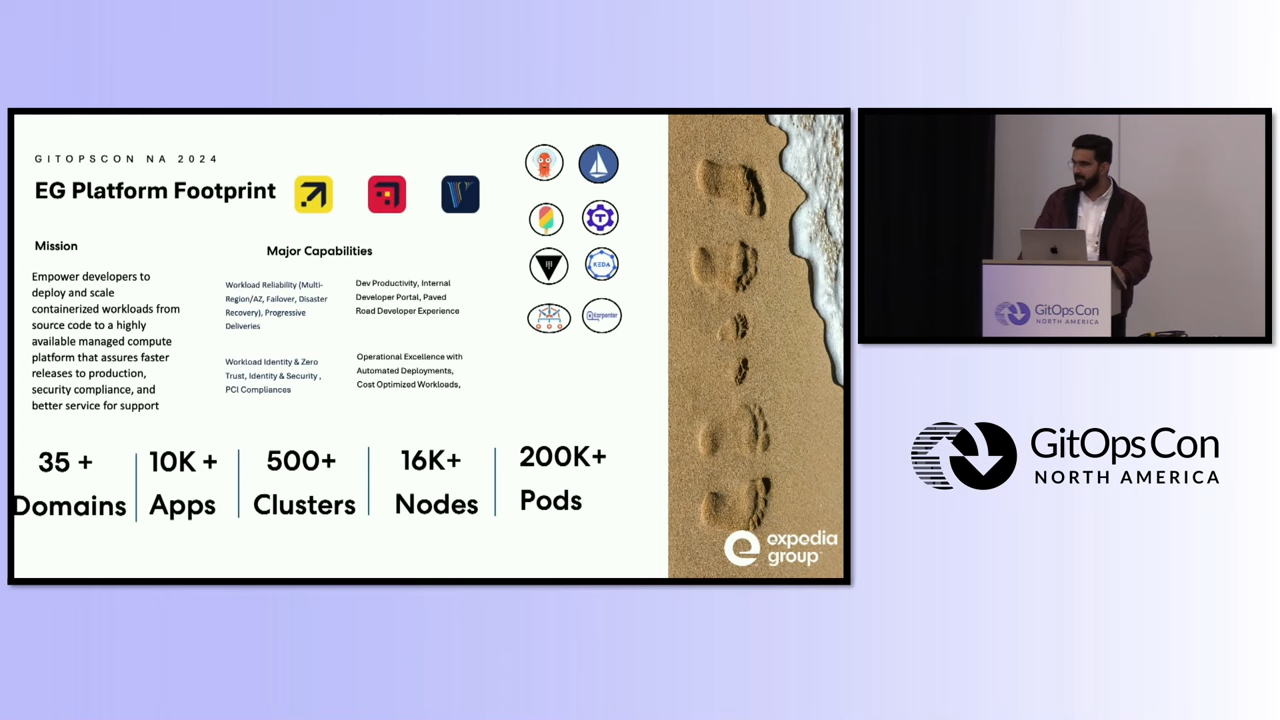 GITOPSCON NA 2024
EG Platform Footprint
Mission
Empower developers to
deploy and scale
containerized workloads from
source code to a highly
available managed compute
platform that assures faster
releases to production,
security compliance, and
better service for support
Major Capabilities
Workload Reliability (Multi-
Region/AZ, Failover, Disaster
Recovery), Progressive
Deliveries
Dev Productivity, Internal
Developer Portal, Paved
Road Developer Experience
Workload Identity & Zero
Trust, Identity & Security ,
PCI Compliances
Operational Excellence with
Automated Deployments,
Cost Optimized Workloads,
KEDA
Karpenter
35 +
Domains
10K +
Apps
500+
Clusters
16K+
Nodes
200K+
Pods
expedia
group
GitOpsCon
NORTH AMERICA
GitOpsCon
NORTH AMERICA